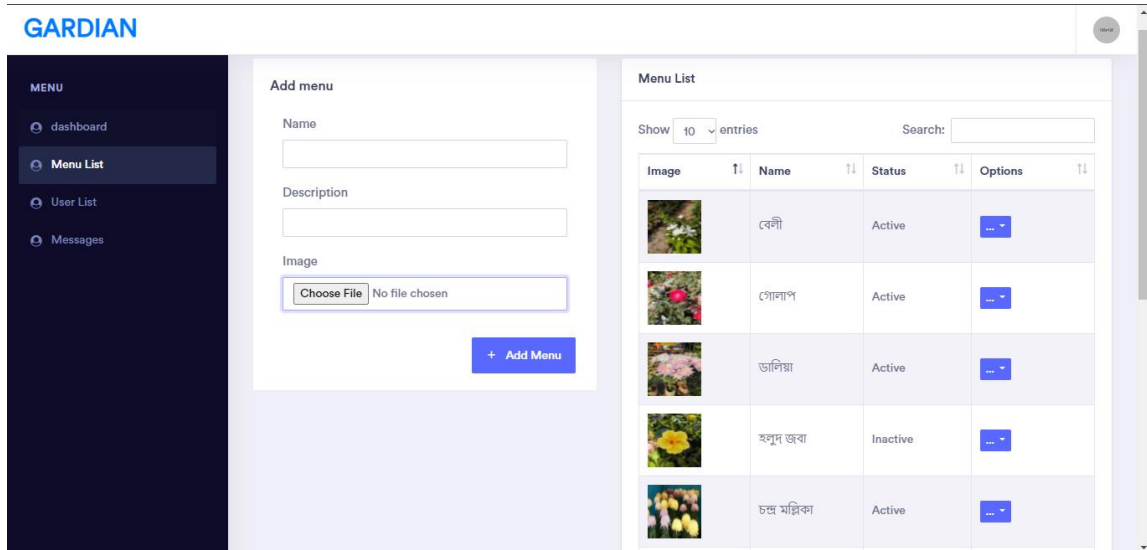 GARDIAN
MENU
dashboard
Menu List
User List
Messages
Add menu
Name
Description
Image
Choose File No file chosen
+ Add Menu
Menu List
Show 10 entries
Search:
Image Name Status Options
বেলী Active ...
গোলাপ Active ...
ডালিয়া Active ...
হলুদ জবা Inactive ...
চন্দ্র মল্লিকা Active ...